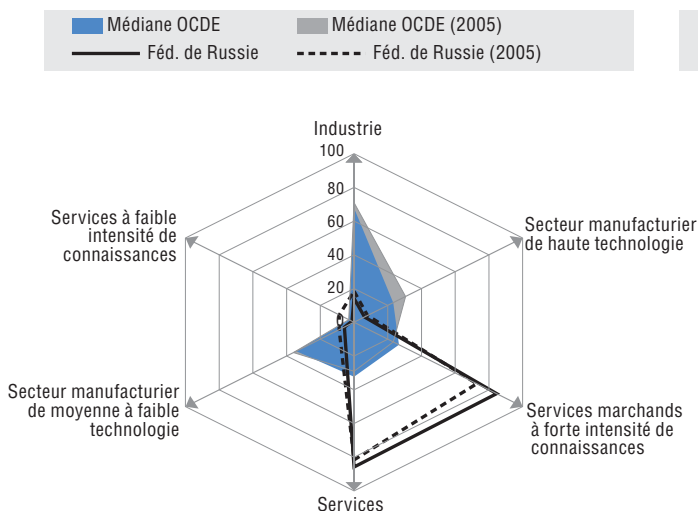 Médiane OCDE
Médiane OCDE (2005)
Féd. de Russie
Féd. de Russie (2005)
Industrie
100
80
60
40
20
0
Services à faible
intensité de
connaissances
Secteur manufacturier
de haute technologie
Secteur manufacturier
de moyenne à faible
technologie
Services marchands
à forte intensité de
connaissances
Services